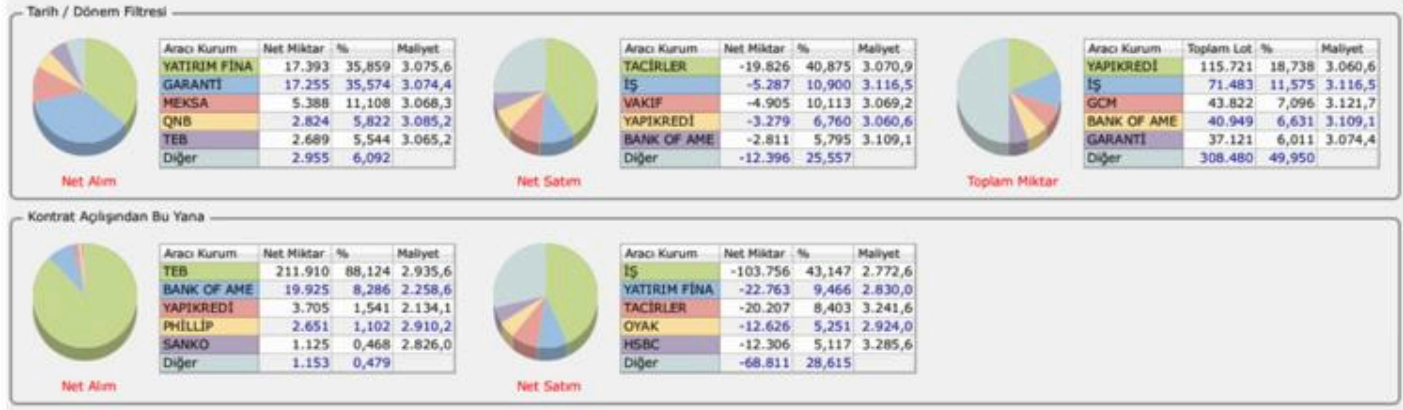 Tarih / Dönem Filtresi
Aracı Kurum Net Miktar % Maliyet
YATIRIM FİNA 17.393 35,859 3.075,6
GARANTİ 17.255 35,574 3.074,4
MEKSA 5.388 11,108 3.068,3
QNB 2.824 5,822 3.085,2
TEB 2.689 5,544 3.065,2
Diğer 2.955 6,092
Net Alım
Aracı Kurum Net Miktar % Maliyet
TACİRLER -19.826 40,875 3.070,9
İŞ -5.287 10,900 3.116,5
VAKIF -4.905 10,113 3.069,2
YAPIKREDİ -3.279 6,760 3.060,6
BANK OF AME -2.811 5,795 3.109,1
Diğer -12.396 25,557
Net Satım
Aracı Kurum Toplam Lot % Maliyet
YAPIKREDİ 115.721 18,738 3.060,6
İŞ 71.483 11,575 3.116,5
GCM 43.822 7,096 3.121,7
BANK OF AME 40.949 6,631 3.109,1
GARANTİ 37.121 6,011 3.074,4
Diğer 308.480 49,950
Toplam Miktar
Kontrat Açılışından Bu Yana
Aracı Kurum Net Miktar % Maliyet
TEB 211.910 88,124 2.935,6
BANK OF AME 19.925 8,286 2.258,6
YAPIKREDİ 3.705 1,541 2.134,1
PHİLLİP 2.651 1,102 2.910,2
SANKO 1.125 0,468 2.826,0
Diğer 1.153 0,479
Net Alım
Aracı Kurum Net Miktar % Maliyet
İŞ -103.756 43,147 2.772,6
YATIRIM FİNA -22.763 9,466 2.830,0
TACİRLER -20.207 8,403 3.241,6
OYAK -12.626 5,251 2.924,0
HSBC -12.306 5,117 3.285,6
Diğer -68.811 28,615
Net Satım